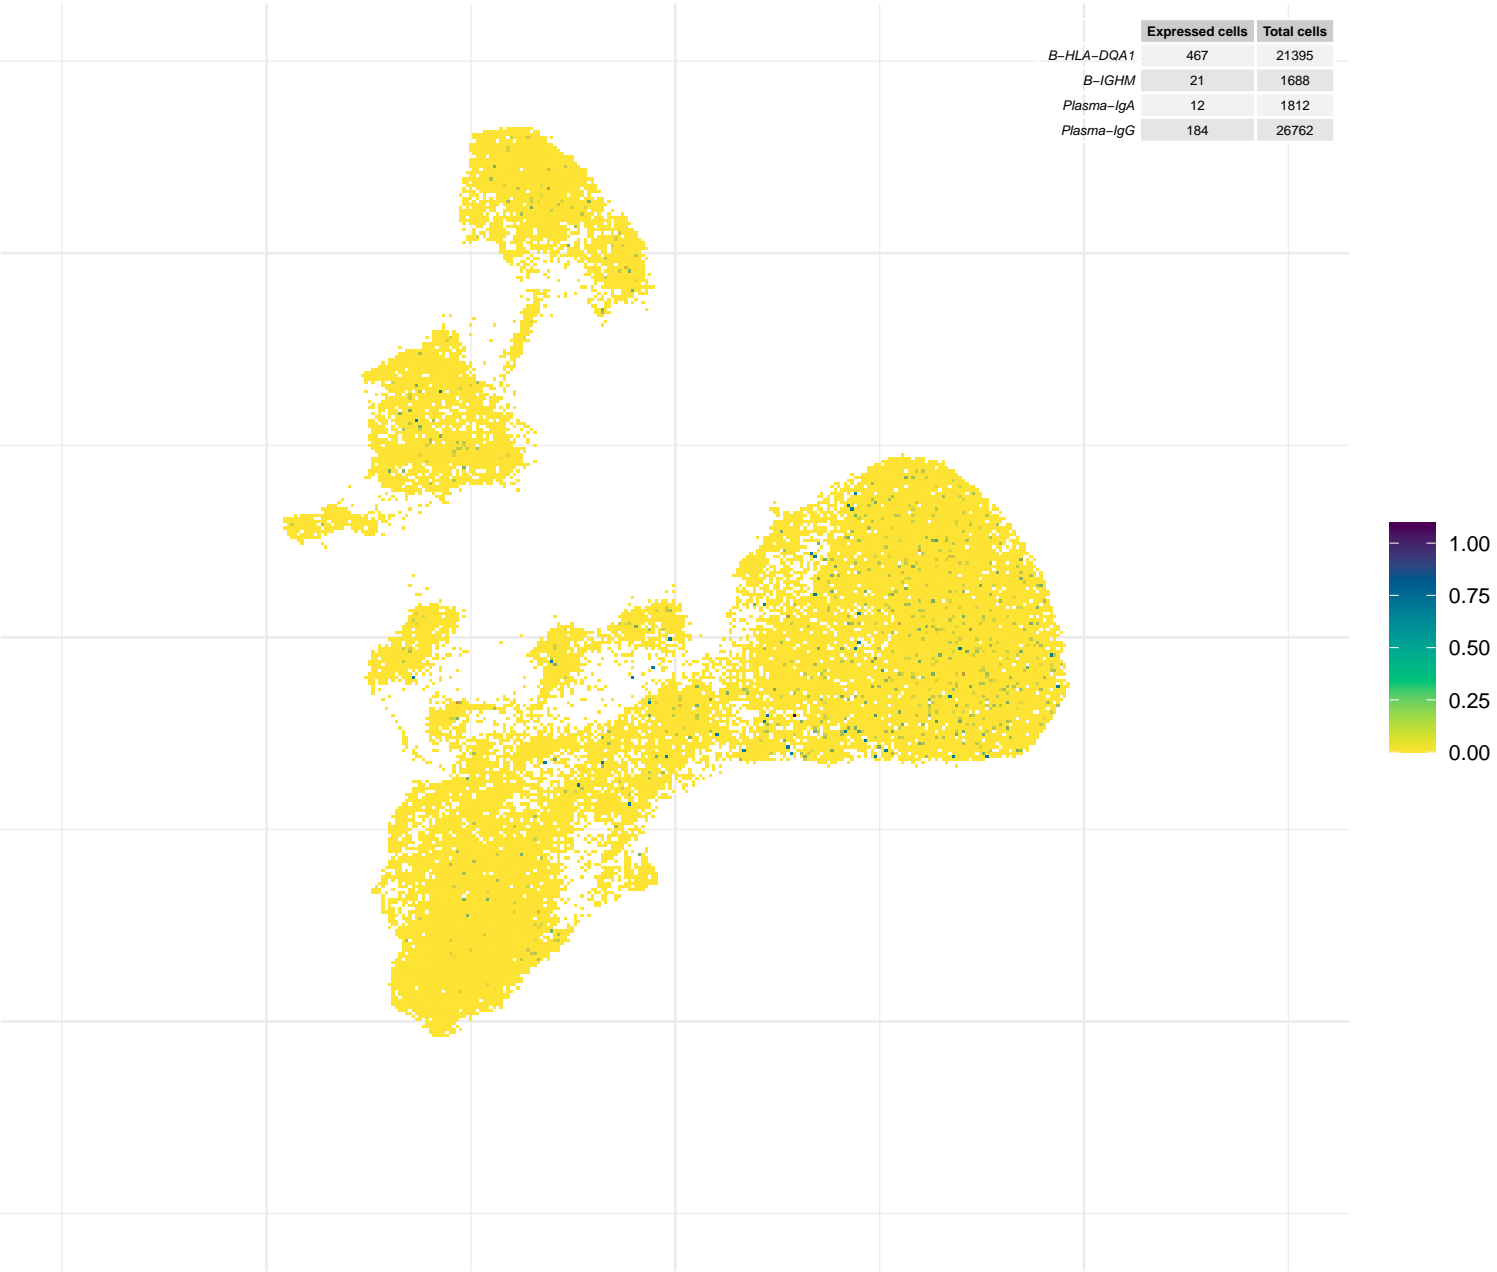 Expressed cells Total cells
B−HLA−DQA1 467 21395
B−IGHM 21 1688
Plasma−IgA 12 1812
Plasma−IgG 184 26762
1.00
0.75
0.50
0.25
0.00